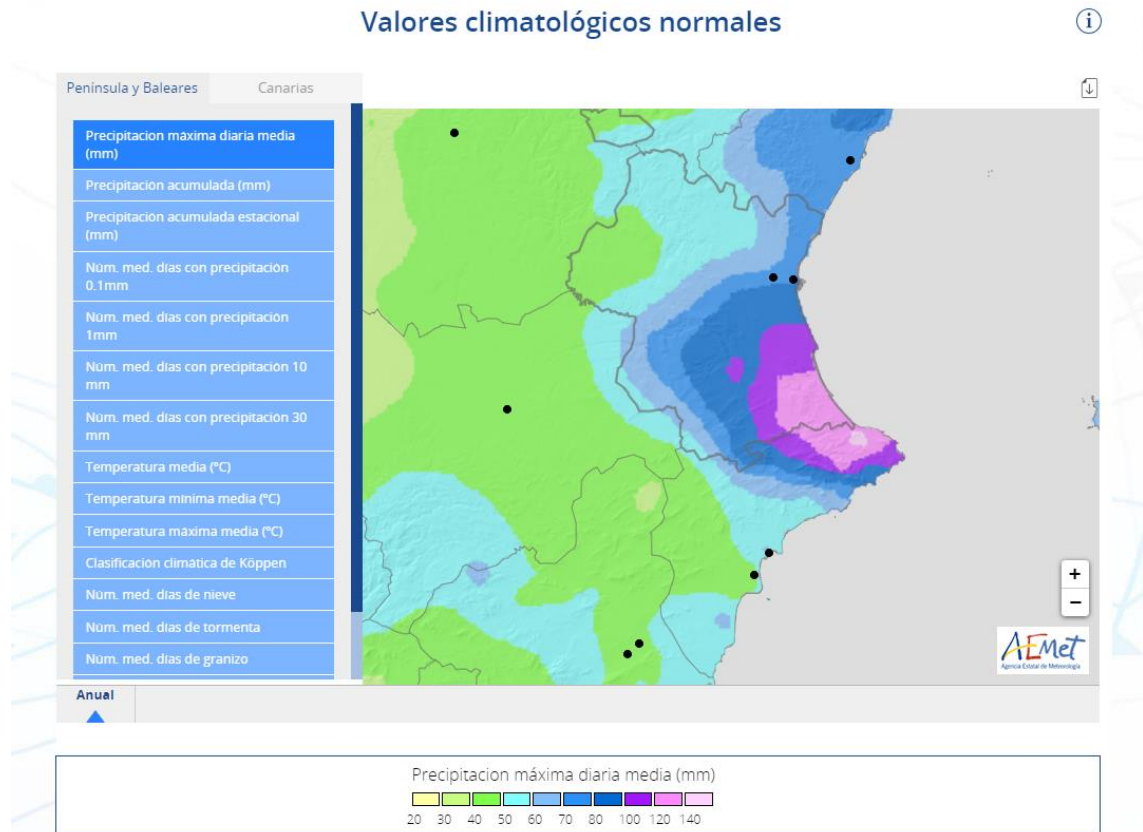 Valores climatológicos normales
i
Península y Baleares
Canarias
Precipitacion máxima diaria media
(mm)
Precipitación acumulada (mm)
Precipitación acumulada estacional
(mm)
Núm. med. días con precipitación
0.1mm
Núm. med. días con precipitación
1mm
Núm. med. días con precipitación 10
mm
Núm. med. días con precipitación 30
mm
Temperatura media (ºC)
Temperatura mínima media (ºC)
Temperatura máxima media (ºC)
Clasificación climática de Köppen
Núm. med. días de nieve
Núm. med. días de tormenta
Núm. med. días de granizo
+
−
AEMet
Agencia Estatal de Meteorología
Anual
Precipitacion máxima diaria media (mm)
20 30 40 50 60 70 80 100 120 140